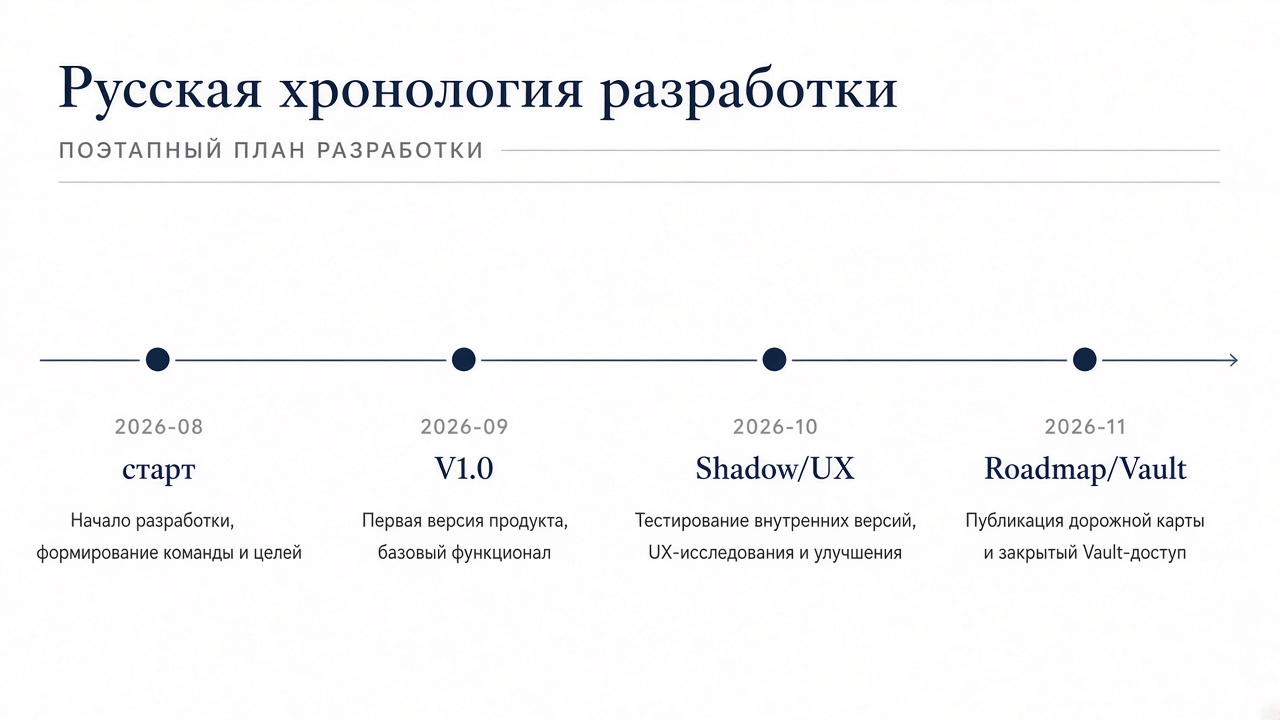 Русская хронология разработки
ПОЭТАПНЫЙ ПЛАН РАЗРАБОТКИ
2026-08
старт
Начало разработки,
формирование команды и целей
2026-09
V1.0
Первая версия продукта,
базовый функционал
2026-10
Shadow/UX
Тестирование внутренних версий,
UX-исследования и улучшения
2026-11
Roadmap/Vault
Публикация дорожной карты
и закрытый Vault-доступ